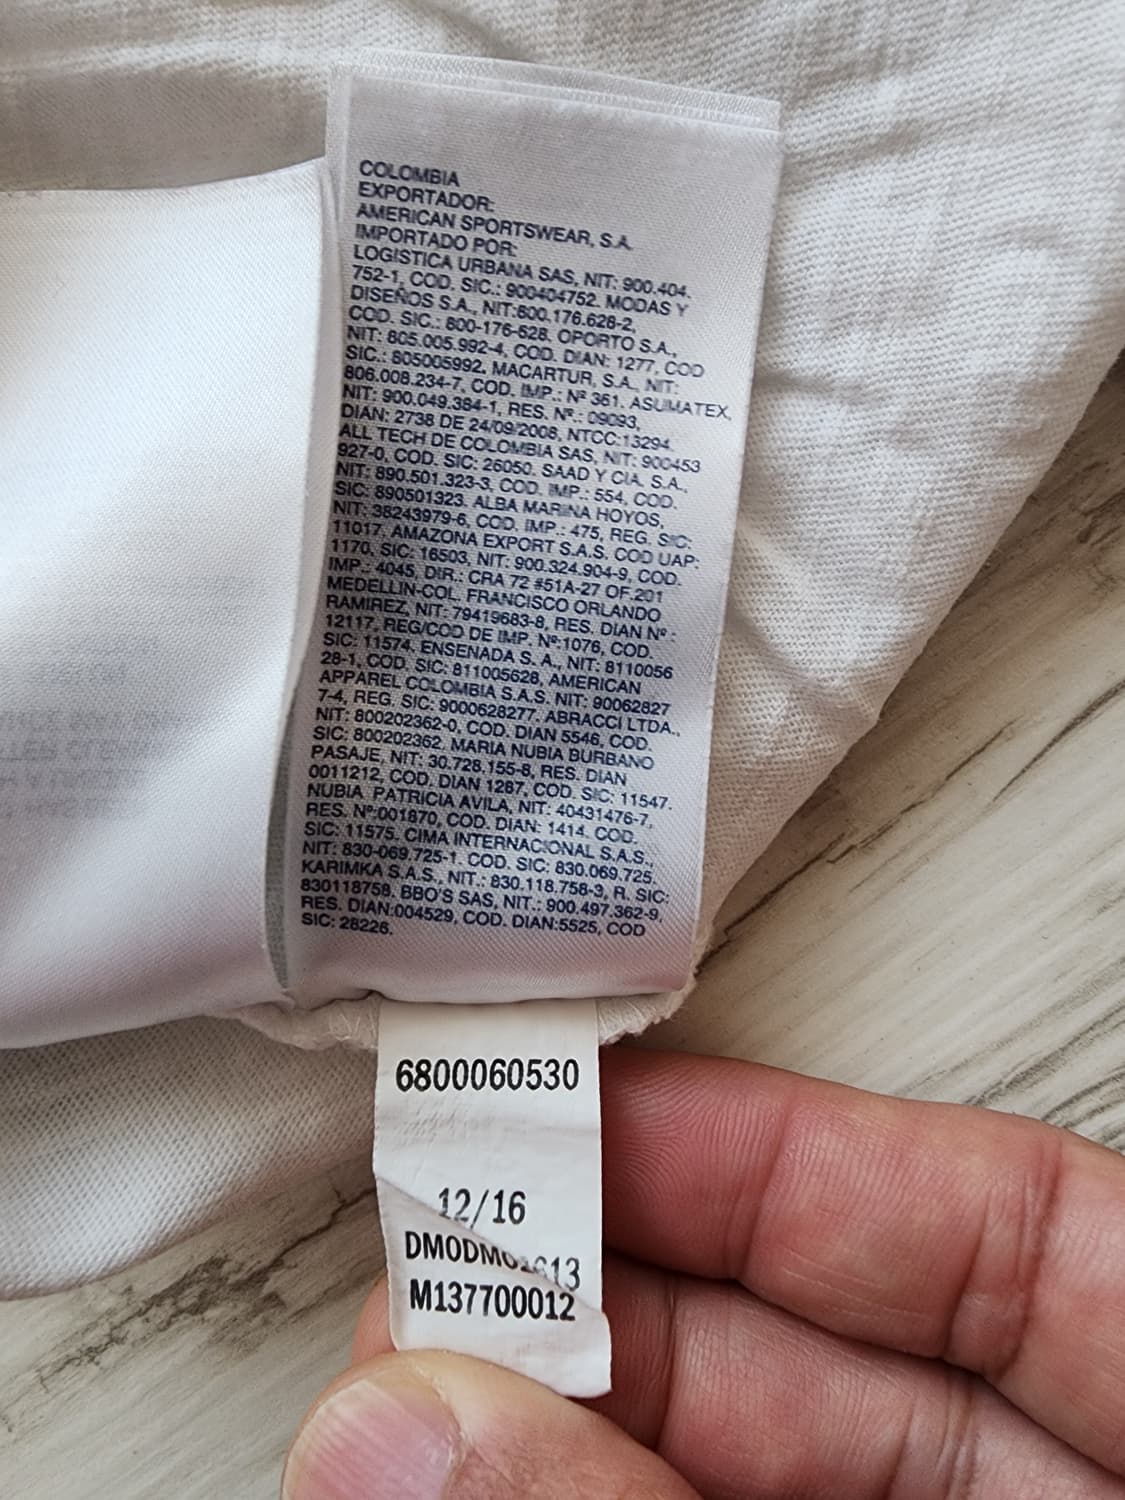 COLOMBIA
EXPORTADOR:
AMERICAN SPORTSWEAR, S.A.
IMPORTADO POR:
LOGISTICA URBANA SAS, NIT: 900.404.
752-1, COD. SIC.: 900404752. MODAS Y
DISEÑOS S.A., NIT:800.176.628-2,
COD. SIC.: 800-176-628, OPORTO S.A.,
NIT: 805.005.992-4, COD. DIAN: 1277, COD
SIC.: 805005992, MACARTUR, S.A., NIT:
806.008.234-7, COD. IMP.: Nº 361. ASUMATEX,
NIT: 900.049.384-1, RES. Nº.: 09093,
DIAN: 2738 DE 24/09/2008, NTCC:13294.
ALL TECH DE COLOMBIA SAS, NIT: 900453
927-0, COD. SIC: 26050. SAAD Y CIA. S.A.,
NIT: 890.501.323-3, COD. IMP.: 554, COD.
SIC: 890501323. ALBA MARINA HOYOS,
NIT: 38243979-6, COD. IMP.: 475, REG. SIC:
11017, AMAZONA EXPORT S.A.S. COD UAP:
1170, SIC: 16503, NIT: 900.324.904-9, COD.
IMP.: 4045, DIR.: CRA 72 #51A-27 OF.201
MEDELLIN-COL. FRANCISCO ORLANDO
RAMIREZ, NIT: 79419683-8, RES. DIAN Nº :
12117, REG/COD DE IMP. Nº:1076, COD.
SIC: 11574, ENSENADA S. A., NIT: 8110056
28-1, COD. SIC: 811005628, AMERICAN
APPAREL COLOMBIA S.A.S. NIT: 90062827
7-4, REG. SIC: 9000628277. ABRACCI LTDA.,
NIT: 800202362-0, COD. DIAN 5546, COD.
SIC: 800202362, MARIA NUBIA BURBANO
PASAJE, NIT: 30.728.155-8, RES. DIAN
0011212, COD. DIAN 1287, COD. SIC: 11547.
NUBIA PATRICIA AVILA, NIT: 40431476-7,
RES. Nº:001870, COD. DIAN: 1414. COD.
SIC: 11575. CIMA INTERNACIONAL S.A.S.,
NIT: 830-069.725-1. COD. SIC: 830.069.725.
KARIMKA S.A.S., NIT.: 830.118.758-3, R. SIC:
830118758. BBO'S SAS, NIT.: 900.497.362-9,
RES. DIAN:004529, COD. DIAN:5525, COD
SIC: 28226.
6800060530
12/16
M137700012